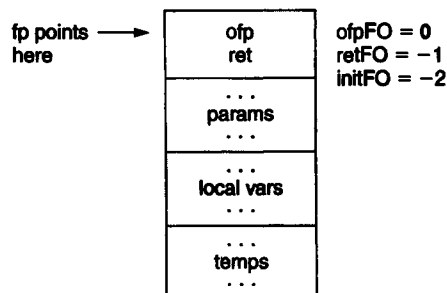 fp points
here
ofp
ret
ofpFO = 0
retFO = −1
initFO = −2
. . .
params
. . .
. . .
local vars
. . .
. . .
temps
. . .